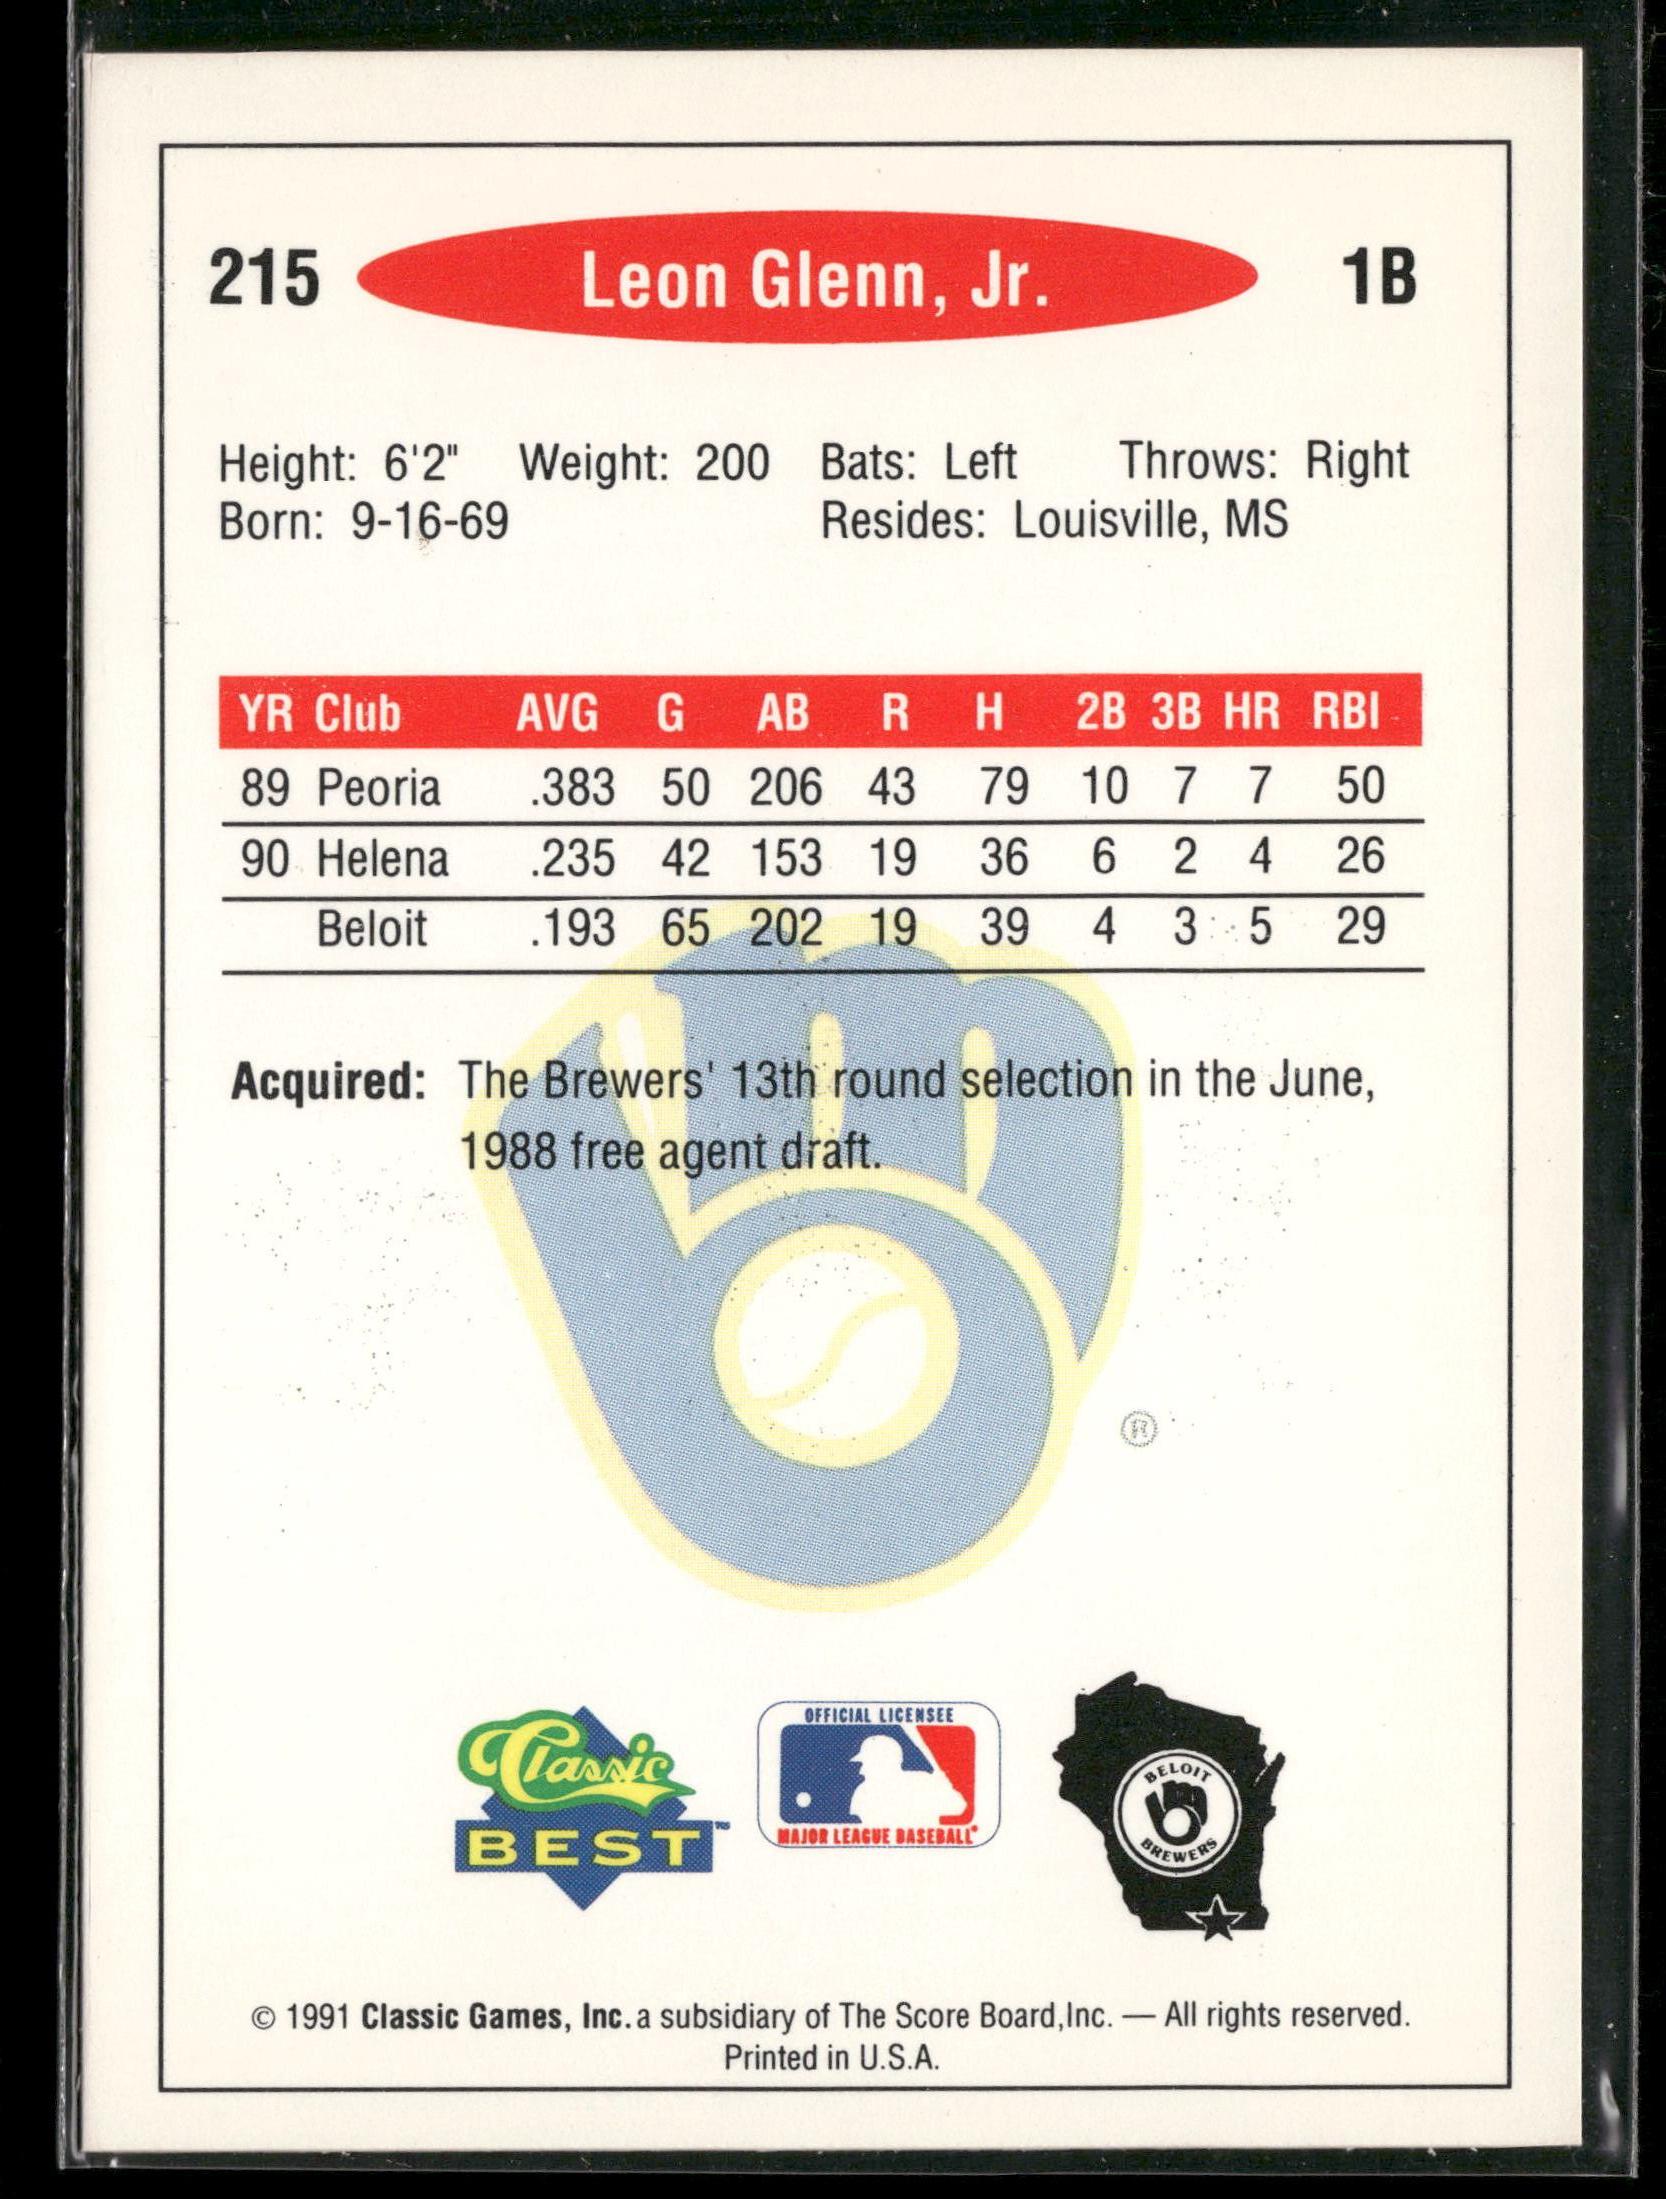 215 Leon Glenn, Jr. 1B
Height: 6'2" Weight: 200 Bats: Left Throws: Right
Born: 9-16-69 Resides: Louisville, MS
YR Club AVG G AB R H 2B 3B HR RBI
89 Peoria .383 50 206 43 79 10 7 7 50
90 Helena .235 42 153 19 36 6 2 4 26
Beloit .193 65 202 19 39 4 3 5 29
Acquired: The Brewers' 13th round selection in the June,
1988 free agent draft.
®
Classic
BEST™
OFFICIAL LICENSEE
MAJOR LEAGUE BASEBALL®
BELOIT
BREWERS
© 1991 Classic Games, Inc. a subsidiary of The Score Board,Inc. — All rights reserved.
Printed in U.S.A.